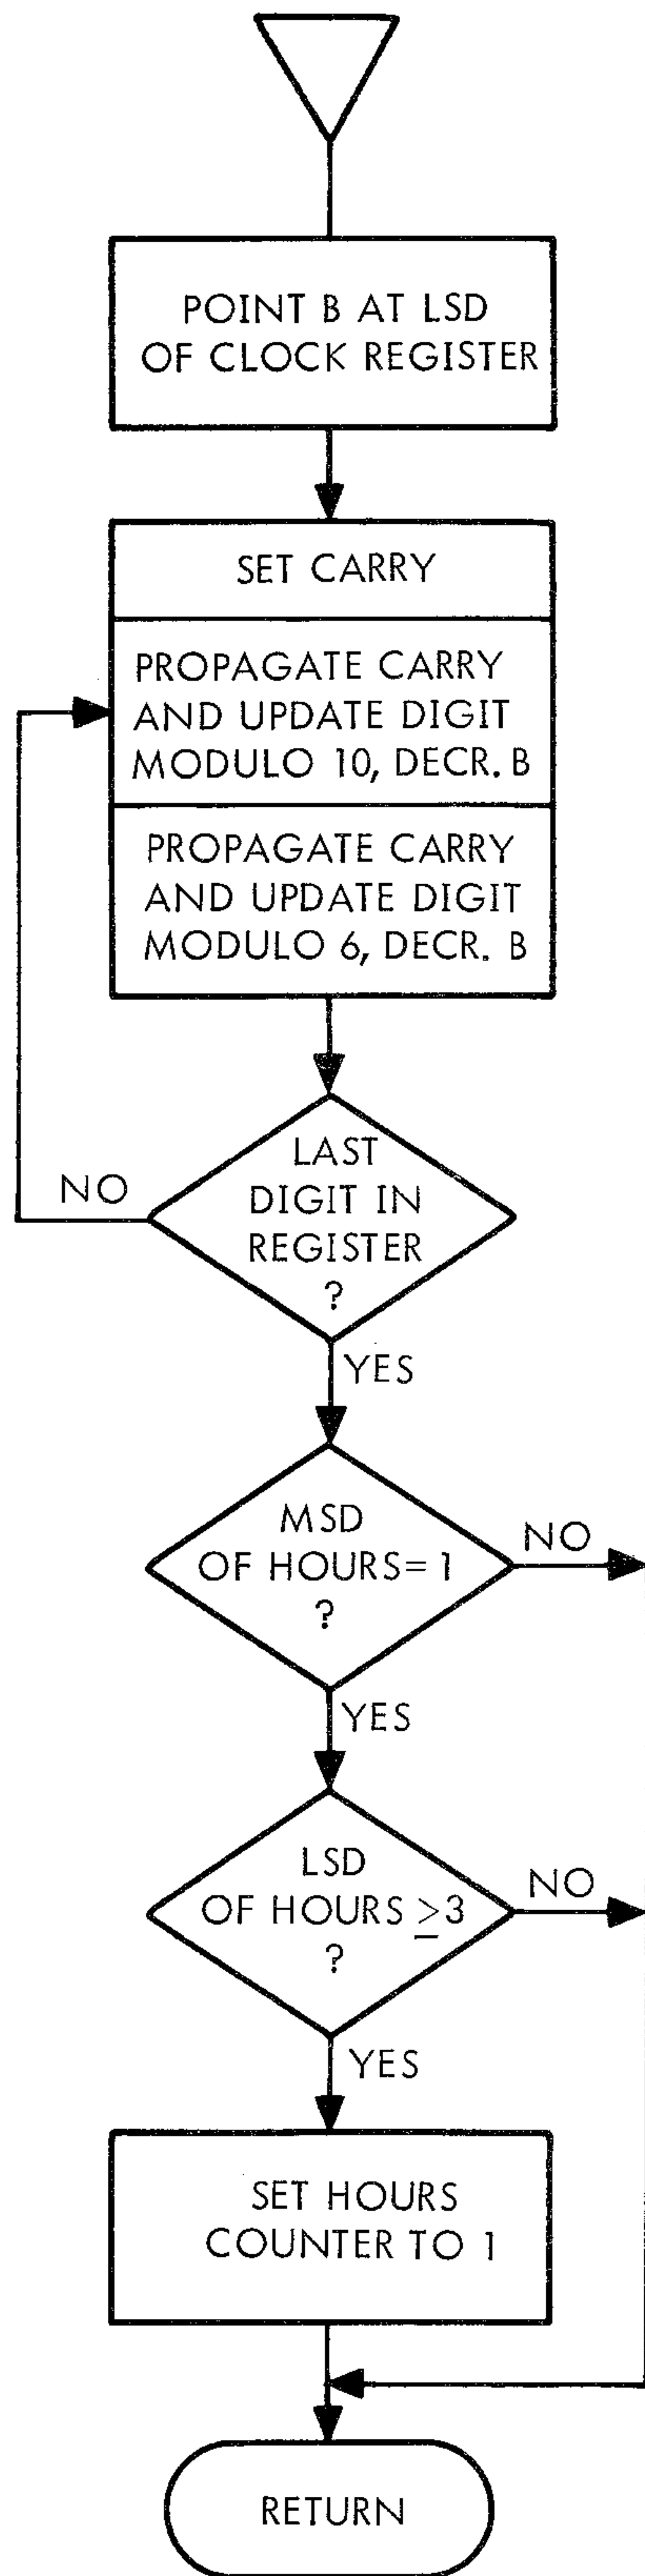 POINT B AT LSD
OF CLOCK REGISTER
SET CARRY
PROPAGATE CARRY
AND UPDATE DIGIT
MODULO 10, DECR. B
PROPAGATE CARRY
AND UPDATE DIGIT
MODULO 6, DECR. B
LAST
DIGIT IN
REGISTER
?
NO
YES
MSD
OF HOURS=1
?
NO
YES
LSD
OF HOURS ≥3
?
NO
YES
SET HOURS
COUNTER TO 1
RETURN